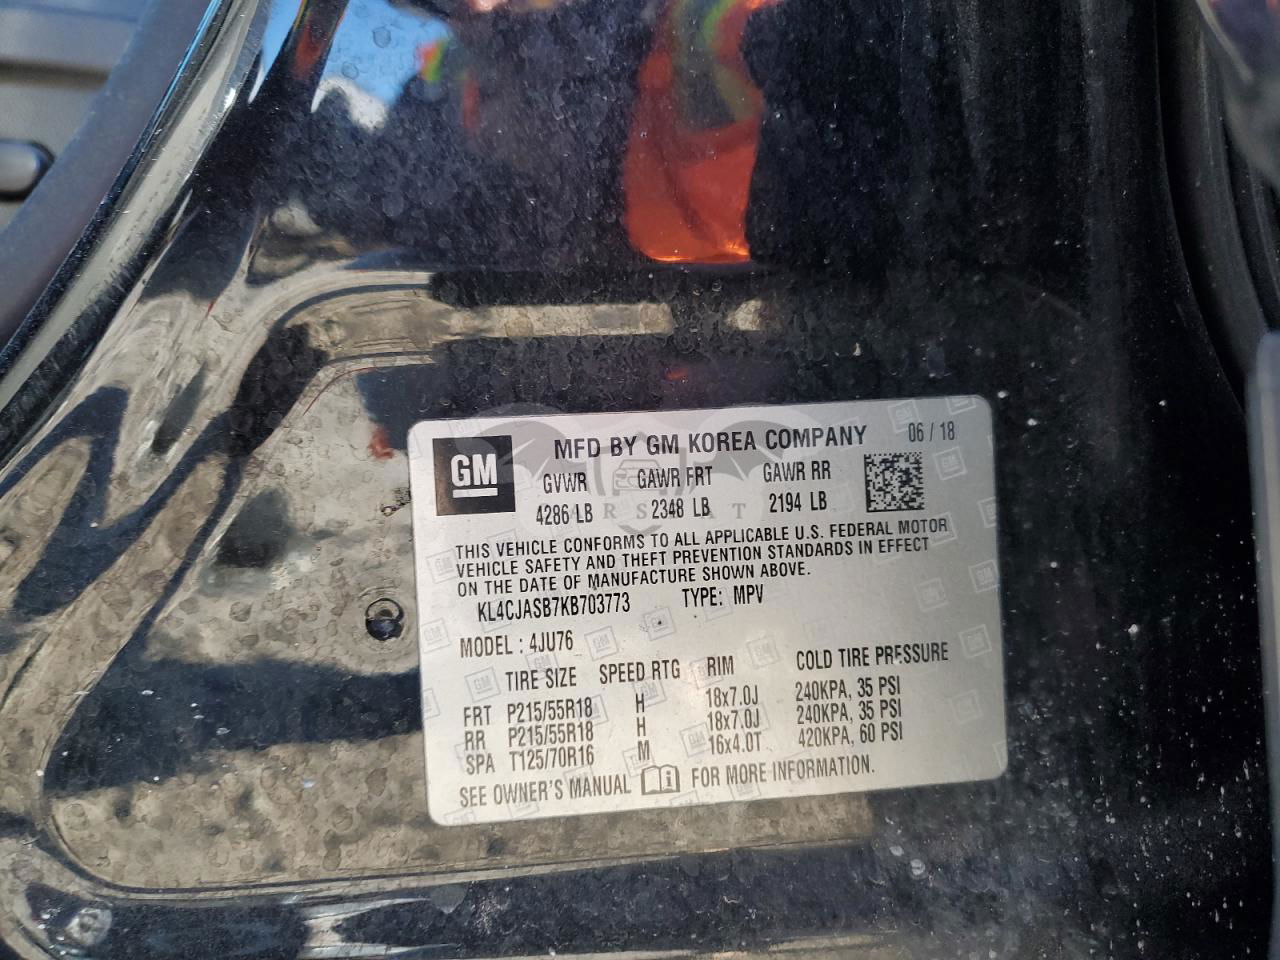 GM
MFD BY GM KOREA COMPANY 06 / 18
GVWR GAWR FRT GAWR RR
4286 LB 2348 LB 2194 LB
THIS VEHICLE CONFORMS TO ALL APPLICABLE U.S. FEDERAL MOTOR
VEHICLE SAFETY AND THEFT PREVENTION STANDARDS IN EFFECT
ON THE DATE OF MANUFACTURE SHOWN ABOVE.
KL4CJASB7KB703773 TYPE: MPV
MODEL : 4JU76
TIRE SIZE SPEED RTG RIM COLD TIRE PRESSURE
FRT P215/55R18 H 18x7.0J 240KPA, 35 PSI
RR P215/55R18 H 18x7.0J 240KPA, 35 PSI
SPA T125/70R16 M 16x4.0T 420KPA, 60 PSI
SEE OWNER'S MANUAL FOR MORE INFORMATION.